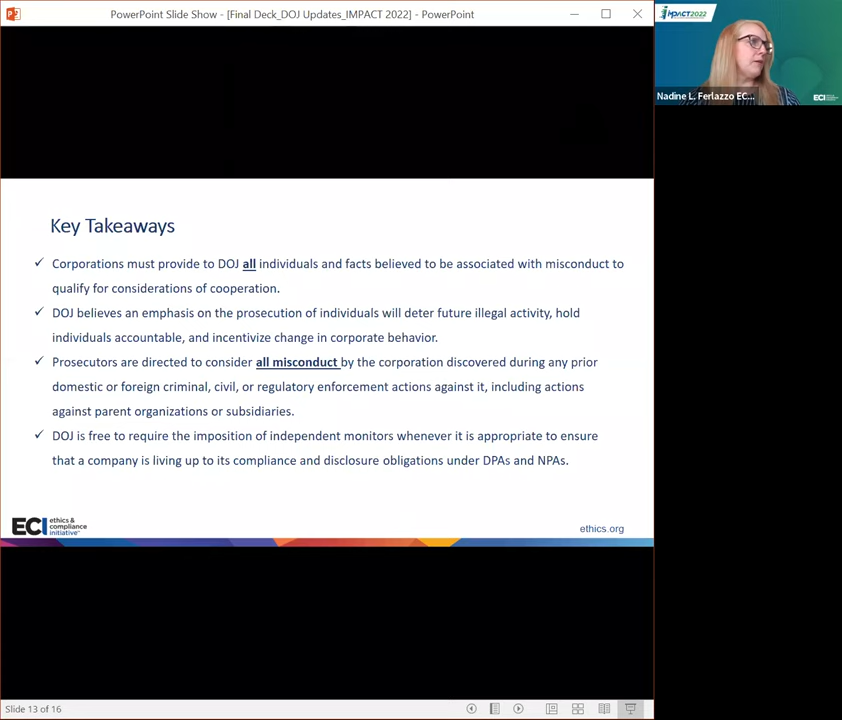 PowerPoint Slide Show - [Final Deck_DOJ Updates_IMPACT 2022] - PowerPoint
IMPACT2022
Nadine L. Ferlazzo EC...
ECI
Key Takeaways
✓ Corporations must provide to DOJ all individuals and facts believed to be associated with misconduct to
qualify for considerations of cooperation.
✓ DOJ believes an emphasis on the prosecution of individuals will deter future illegal activity, hold
individuals accountable, and incentivize change in corporate behavior.
✓ Prosecutors are directed to consider all misconduct by the corporation discovered during any prior
domestic or foreign criminal, civil, or regulatory enforcement actions against it, including actions
against parent organizations or subsidiaries.
✓ DOJ is free to require the imposition of independent monitors whenever it is appropriate to ensure
that a company is living up to its compliance and disclosure obligations under DPAs and NPAs.
ECI
ethics &
compliance
initiative™
ethics.org
Slide 13 of 16